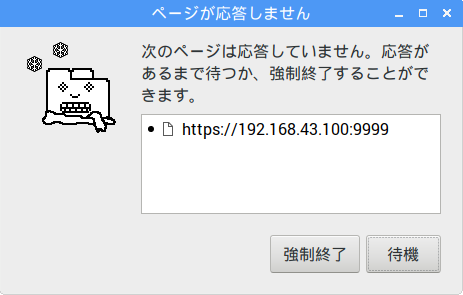 ページが応答しません
次のページは応答していません。応答が
あるまで待つか、強制終了することがで
きます。
https://192.168.43.100:9999
強制終了
待機